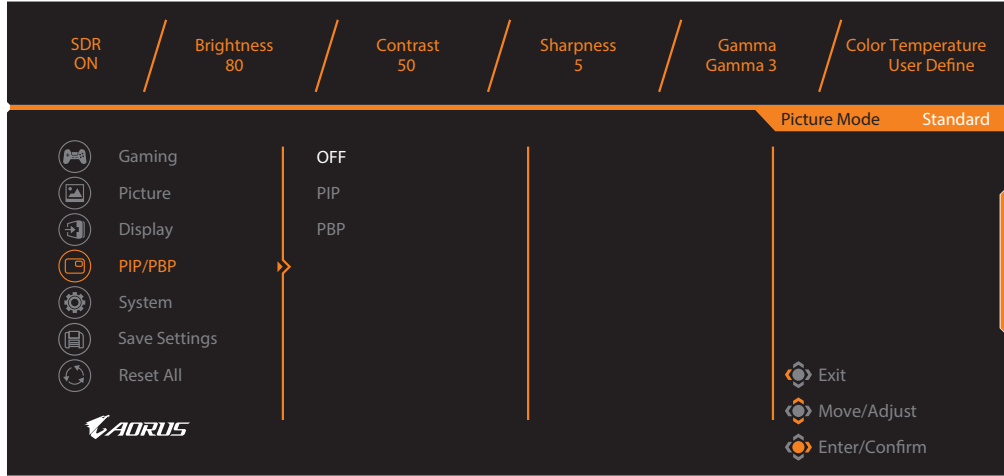 SDR
ON
Brightness
80
Contrast
50
Sharpness
5
Gamma
Gamma 3
Color Temperature
User Define
Picture Mode Standard
Gaming
Picture
Display
PIP/PBP
System
Save Settings
Reset All
OFF
PIP
PBP
Exit
Move/Adjust
Enter/Confirm
AORUS